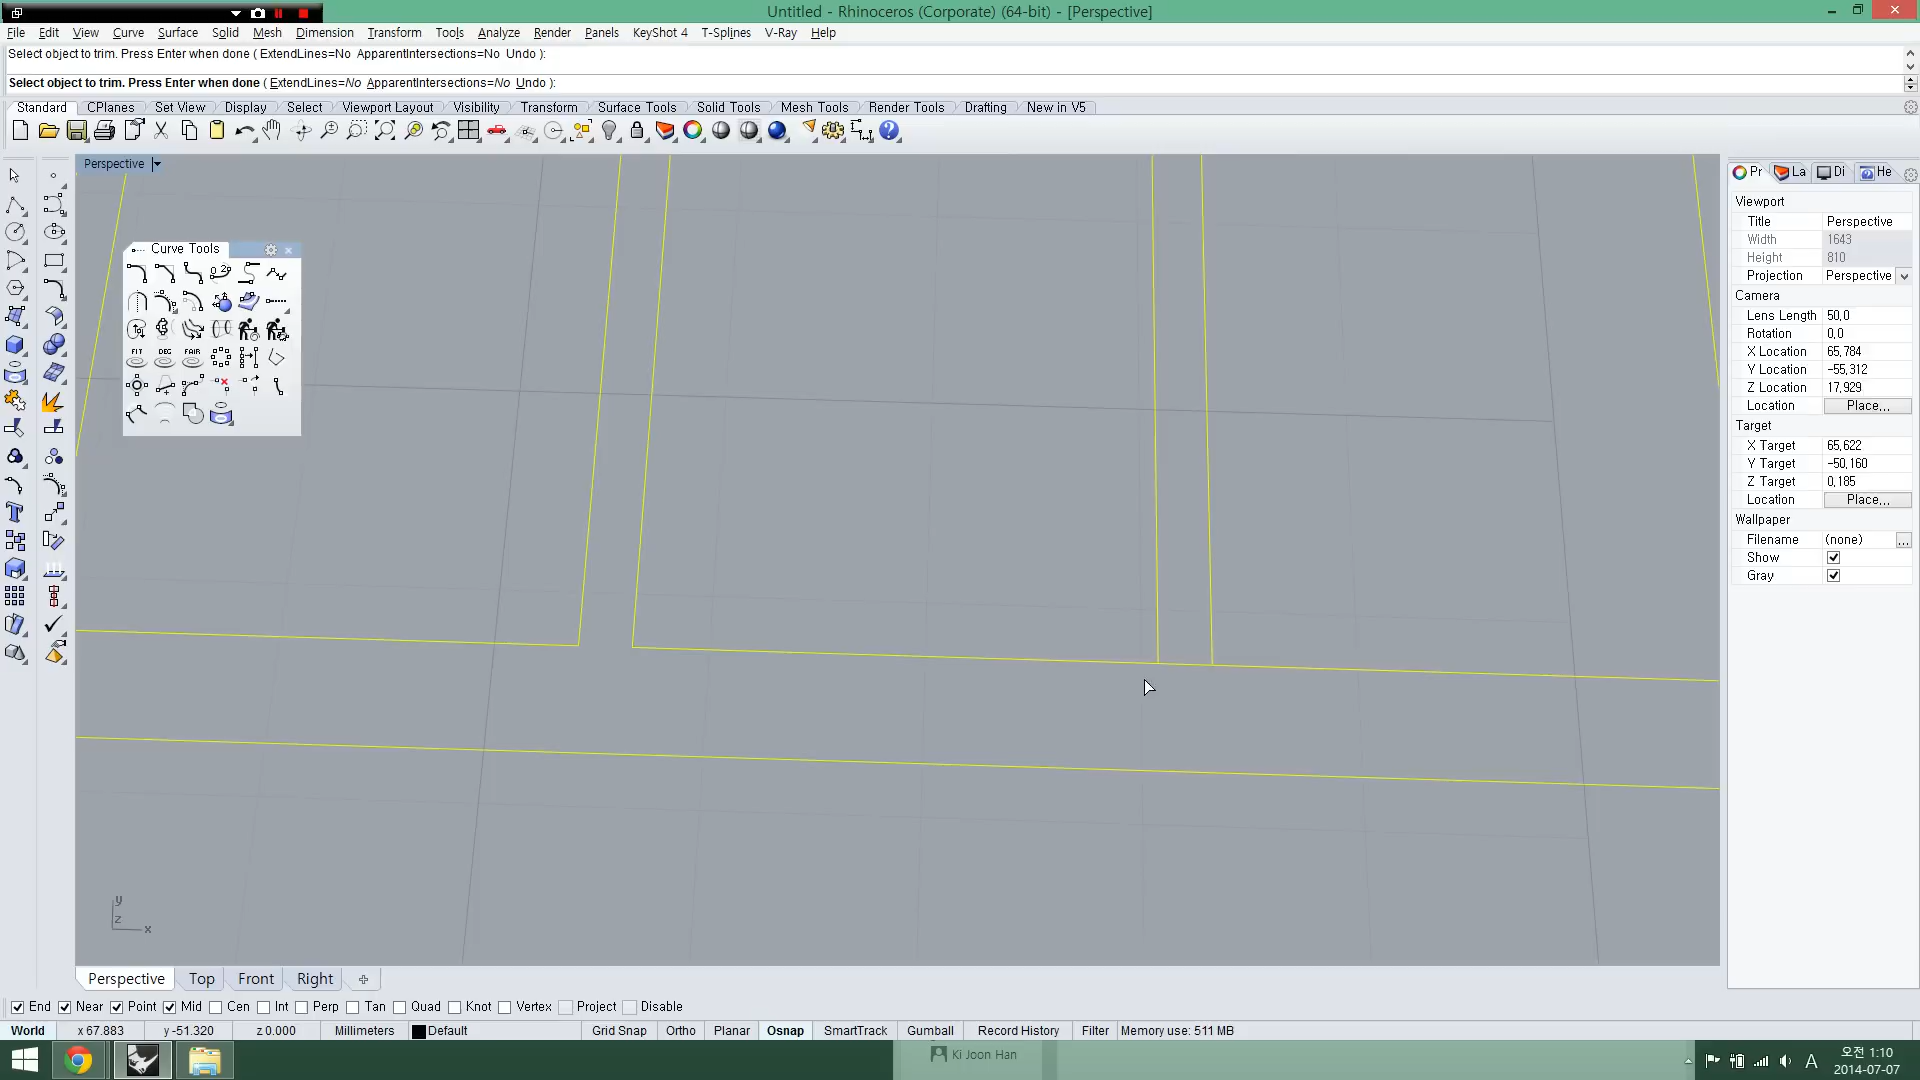 Untitled - Rhinoceros (Corporate) (64-bit) - [Perspective]
File Edit View Curve Surface Solid Mesh Dimension Transform Tools Analyze Render Panels KeyShot 4 T-Splines V-Ray Help
Select object to trim. Press Enter when done ( ExtendLines=No ApparentIntersections=No Undo ):
Select object to trim. Press Enter when done ( ExtendLines=No ApparentIntersections=No Undo ):
Standard CPlanes Set View Display Select Viewport Layout Visibility Transform Surface Tools Solid Tools Mesh Tools Render Tools Drafting New in V5
Perspective
Pr La Di He
Curve Tools
FIT DEG FAIR
Viewport
Title Perspective
Width 1643
Height 810
Projection Perspective
Camera
Lens Length 50,0
Rotation 0,0
X Location 65,784
Y Location -55,312
Z Location 17,929
Location Place,,,
Target
X Target 65,622
Y Target -50,160
Z Target 0,185
Location Place,,,
Wallpaper
Filename (none) ...
Show
Gray
y
z x
Perspective Top Front Right
End Near Point Mid Cen Int Perp Tan Quad Knot Vertex Project Disable
World x 67.883 y -51.320 z 0.000 Millimeters Default Grid Snap Ortho Planar Osnap SmartTrack Gumball Record History Filter Memory use: 511 MB
Ki Joon Han
A
오전 1:10
2014-07-07